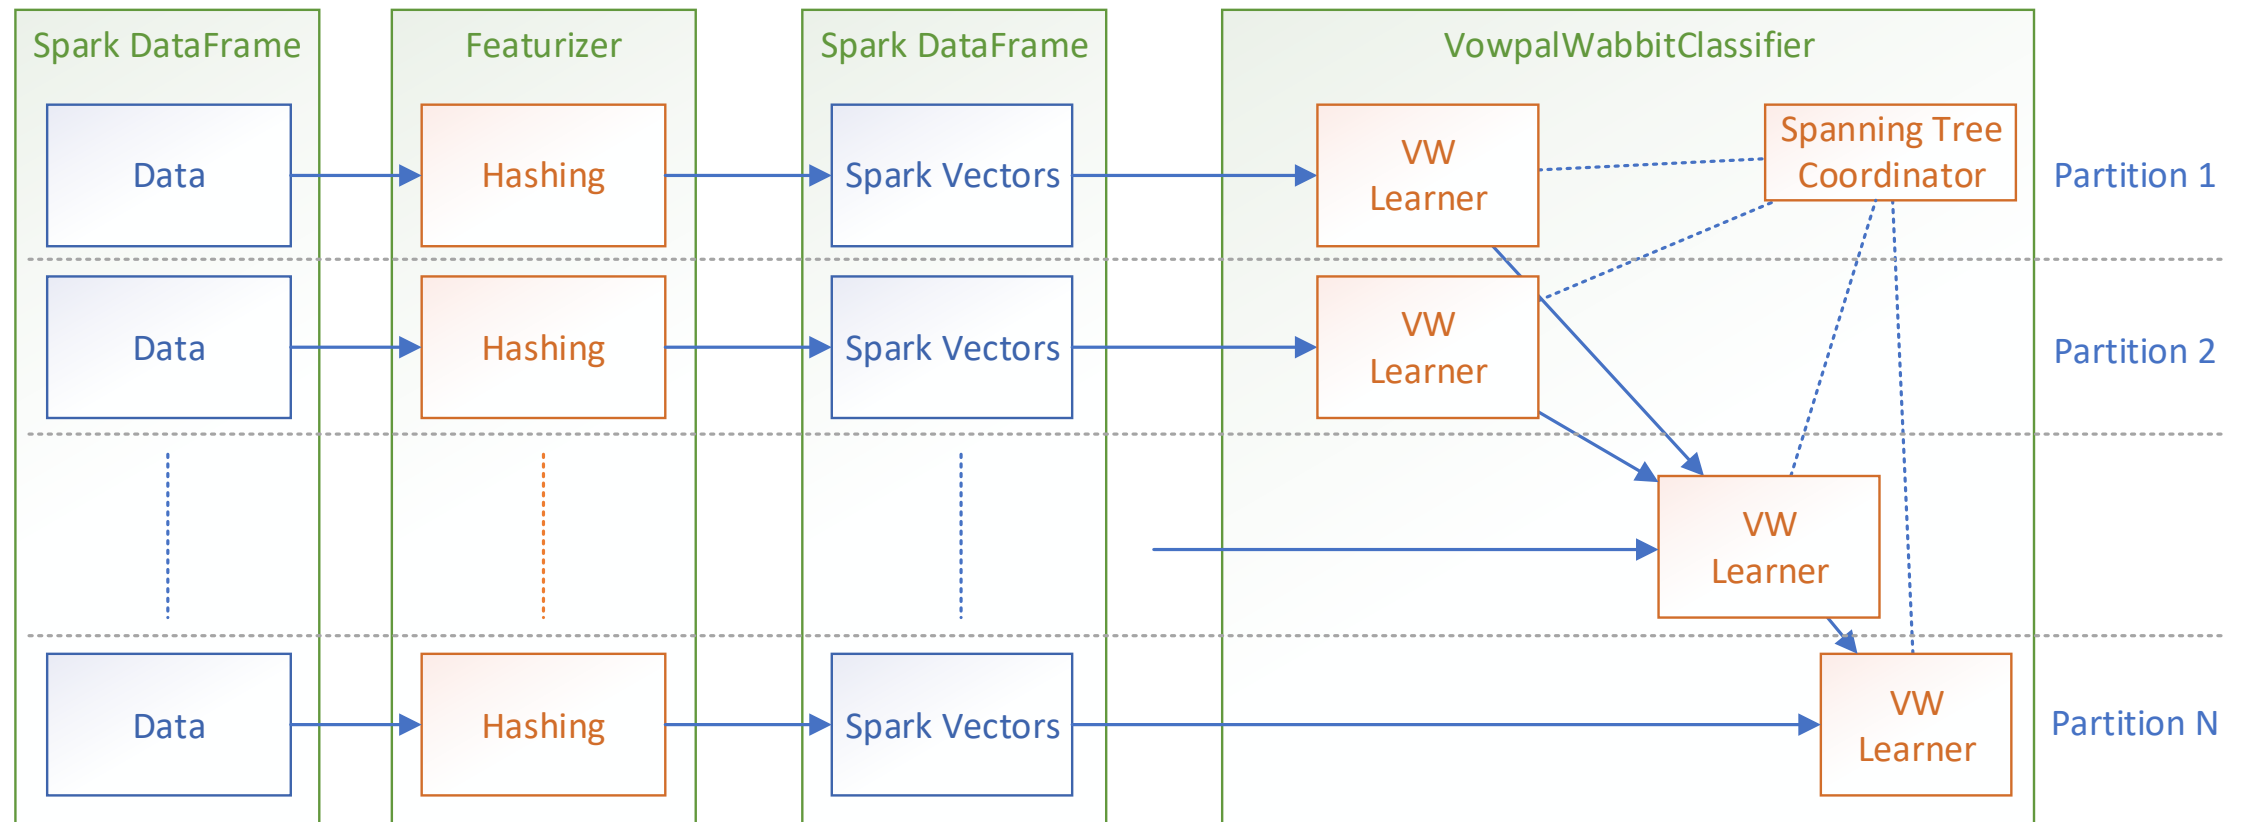 Spark DataFrame
Featurizer
Spark DataFrame
VowpalWabbitClassifier
Data
Hashing
Spark Vectors
VW
Learner
Spanning Tree
Coordinator
Partition 1
Data
Hashing
Spark Vectors
VW
Learner
Partition 2
VW
Learner
Data
Hashing
Spark Vectors
VW
Learner
Partition N